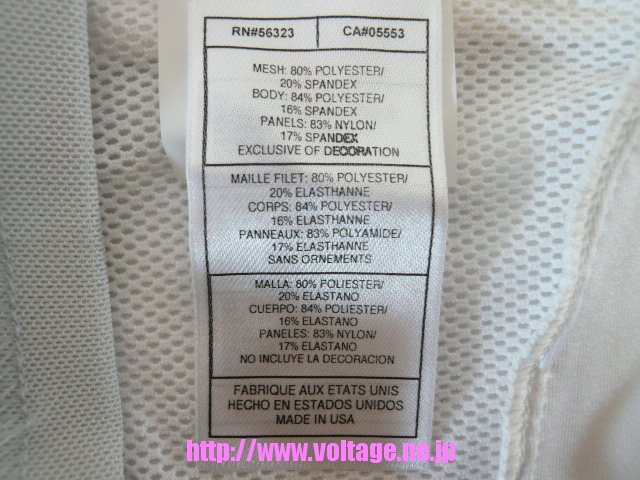 RN#56323 CA#05553
MESH: 80% POLYESTER/
20% SPANDEX
BODY: 84% POLYESTER/
16% SPANDEX
PANELS: 83% NYLON/
17% SPANDEX
EXCLUSIVE OF DECORATION
MAILLE FILET: 80% POLYESTER/
20% ELASTHANNE
CORPS: 84% POLYESTER/
16% ELASTHANNE
PANNEAUX: 83% POLYAMIDE/
17% ELASTHANNE
SANS ORNEMENTS
MALLA: 80% POLIESTER/
20% ELASTANO
CUERPO: 84% POLIESTER/
16% ELASTANO
PANELES: 83% NYLON/
17% ELASTANO
NO INCLUYE LA DECORACION
FABRIQUE AUX ETATS UNIS
HECHO EN ESTADOS UNIDOS
MADE IN USA
http://www.voltage.ne.jp